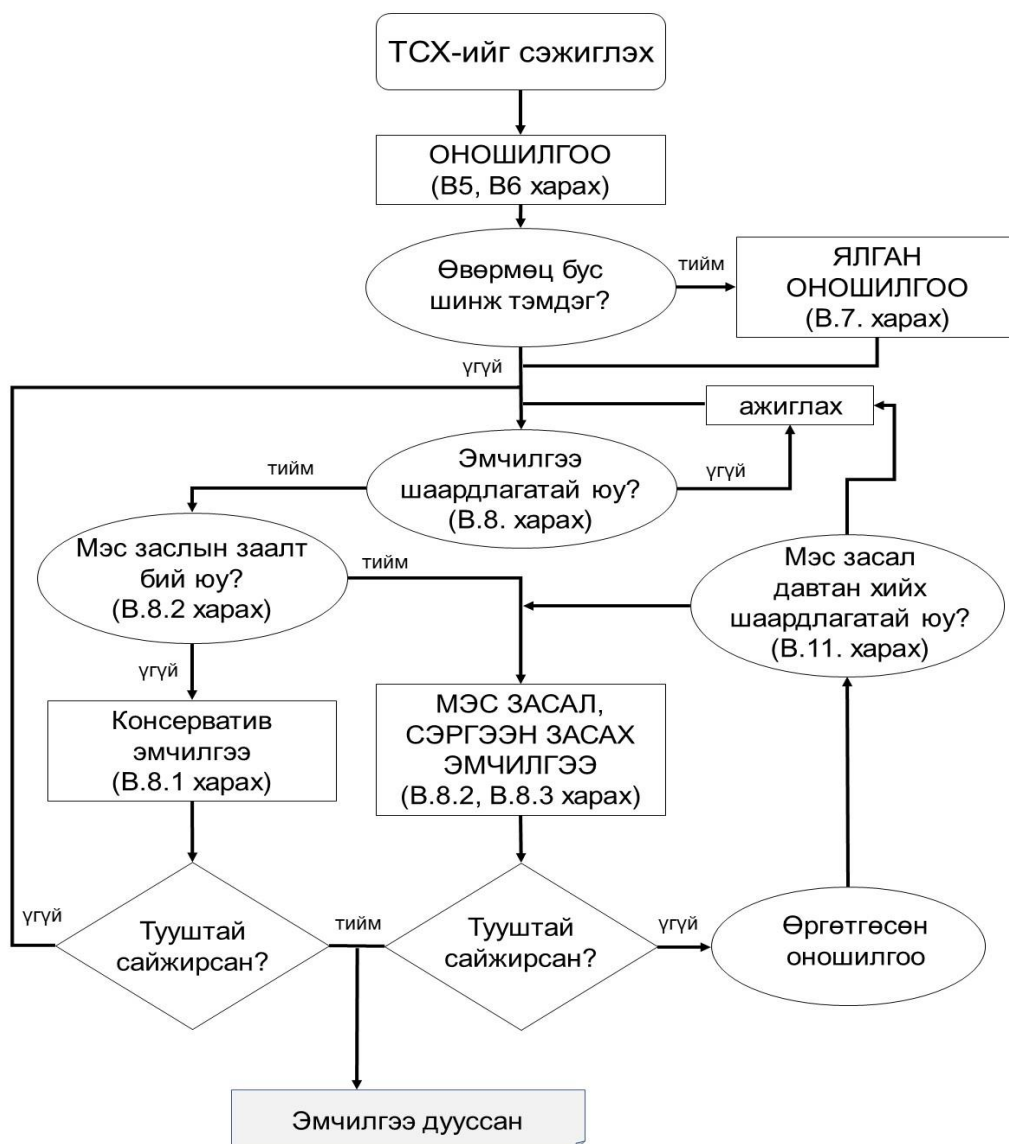 ТСХ-ийг сэжиглэх
ОНОШИЛГОО
(В5, В6 харах)
Өвөрмөц бус
шинж тэмдэг?
тийм
ЯЛГАН
ОНОШИЛГОО
(В.7. харах)
үгүй
ажиглах
Эмчилгээ
шаардлагатай юу?
(В.8. харах)
тийм
үгүй
Мэс заслын заалт
бий юу?
(В.8.2 харах)
тийм
Мэс засал
давтан хийх
шаардлагатай юу?
(В.11. харах)
үгүй
Консерватив
эмчилгээ
(В.8.1 харах)
МЭС ЗАСАЛ,
СЭРГЭЭН ЗАСАХ
ЭМЧИЛГЭЭ
(В.8.2, В.8.3 харах)
үгүй
Тууштай
сайжирсан?
тийм
Тууштай
сайжирсан?
үгүй
Өргөтгөсөн
оношилгоо
Эмчилгээ дууссан